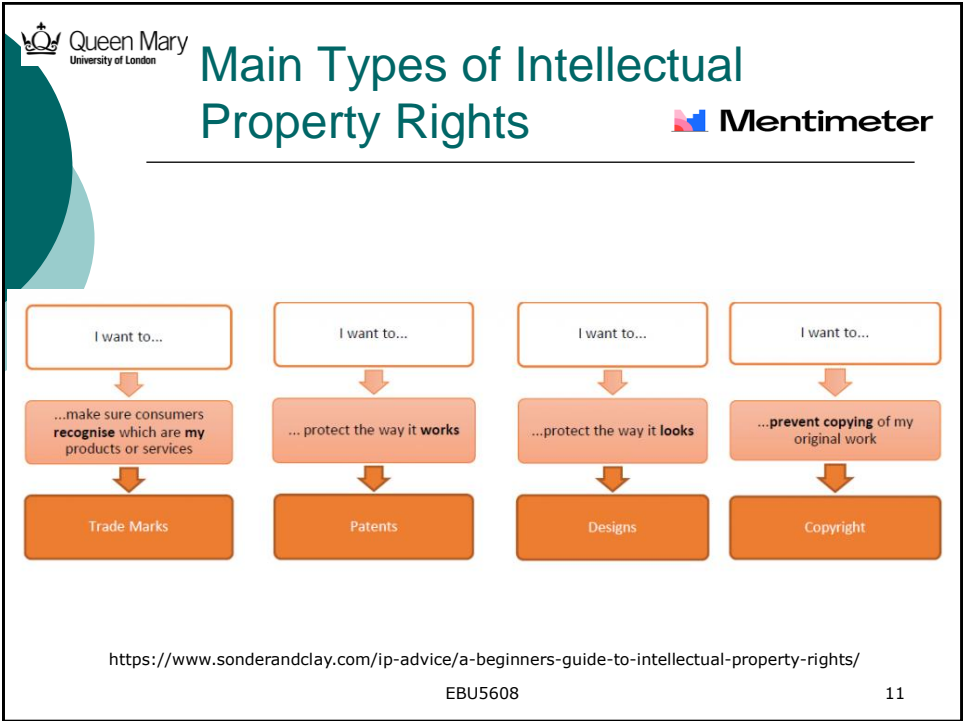 Queen Mary
University of London
Main Types of Intellectual
Property Rights
Mentimeter
I want to...
...make sure consumers
recognise which are my
products or services
Trade Marks
I want to...
... protect the way it works
Patents
I want to...
...protect the way it looks
Designs
I want to...
...prevent copying of my
original work
Copyright
https://www.sonderandclay.com/ip-advice/a-beginners-guide-to-intellectual-property-rights/
EBU5608
11